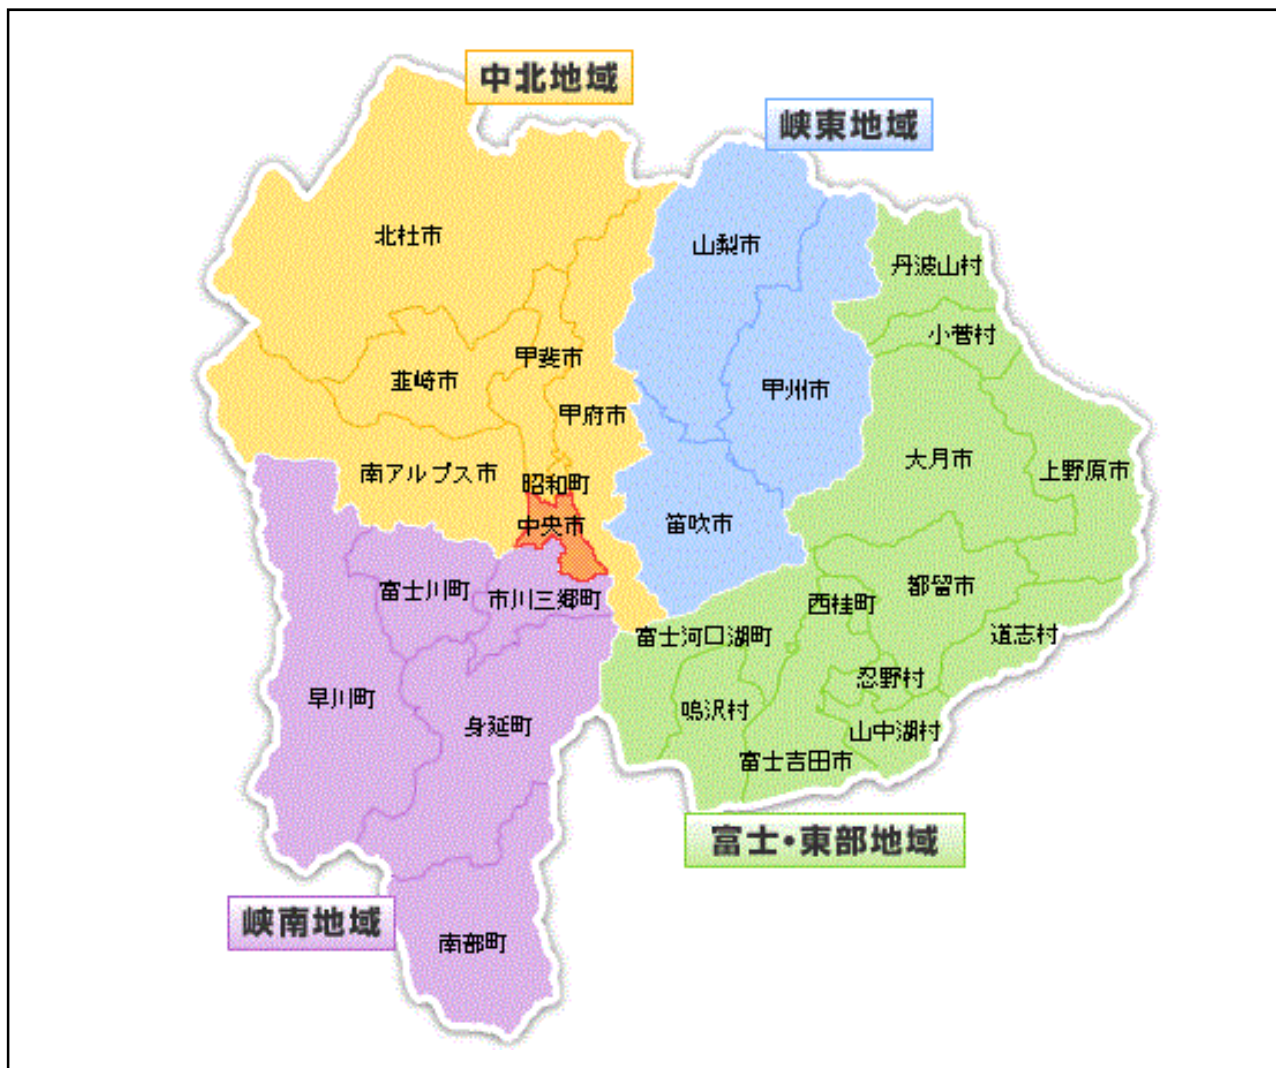 中北地域
峡東地域
北杜市
山梨市
丹波山村
小菅村
甲斐市
韮崎市
甲州市
甲府市
大月市
南アルプス市
上野原市
昭和町
中央市
笛吹市
富士川町
市川三郷町
都留市
西桂町
富士河口湖町
道志村
忍野村
早川町
鳴沢村
身延町
山中湖村
富士吉田市
富士・東部地域
峡南地域
南部町